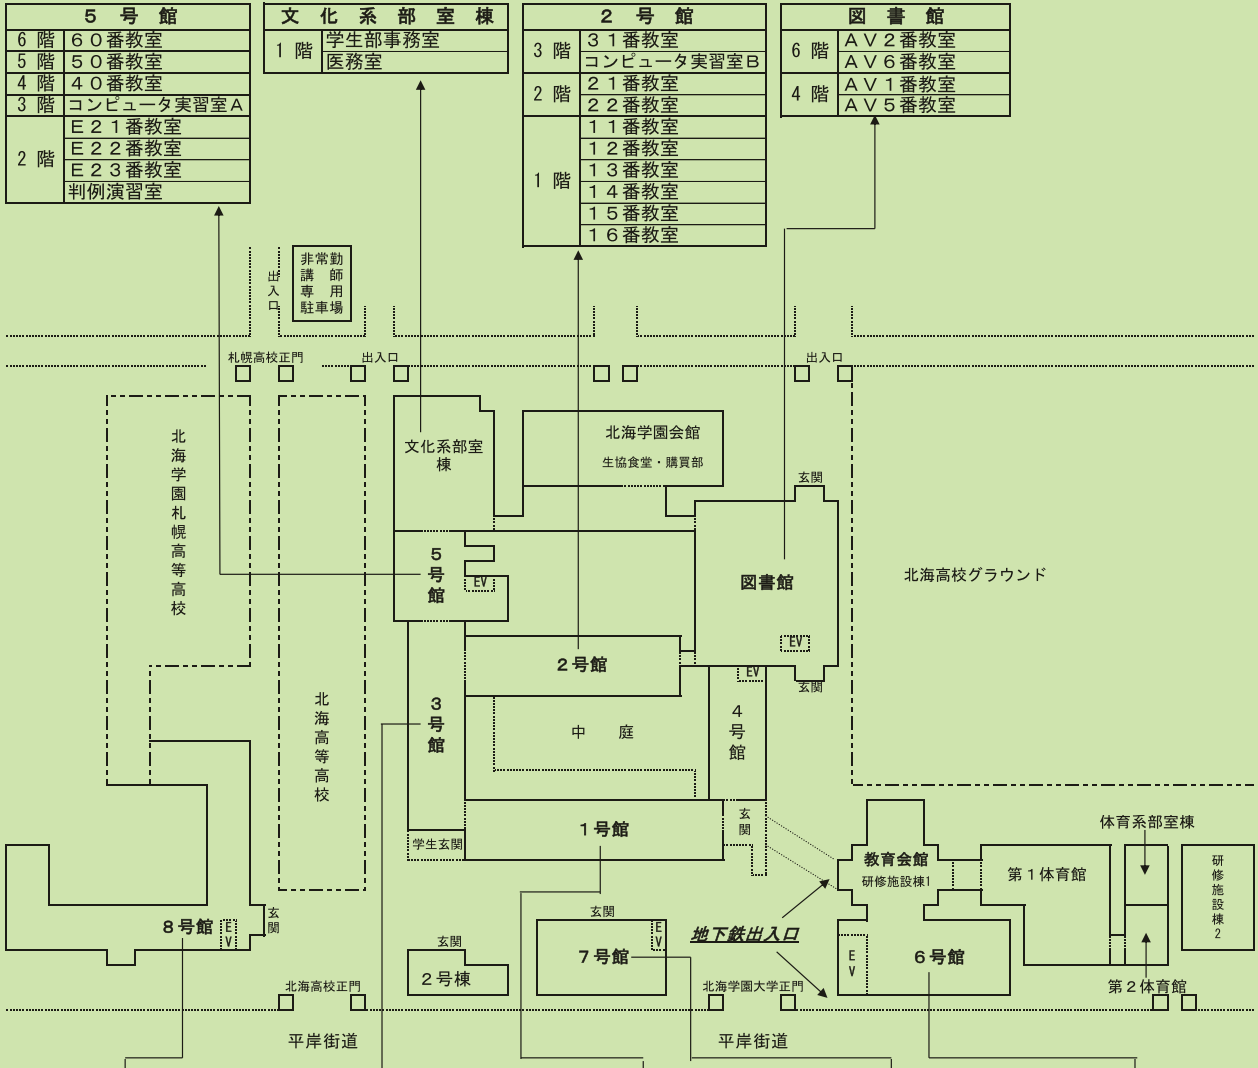 ５ 号 館
６ 階 ６０番教室
５ 階 ５０番教室
４ 階 ４０番教室
３ 階 コンピュータ実習室Ａ
２ 階
Ｅ２１番教室
Ｅ２２番教室
Ｅ２３番教室
判例演習室
文 化 系 部 室 棟
１ 階
学生部事務室
医務室
２ 号 館
３ 階
３１番教室
コンピュータ実習室Ｂ
２ 階
２１番教室
２２番教室
１ 階
１１番教室
１２番教室
１３番教室
１４番教室
１５番教室
１６番教室
図 書 館
６ 階
ＡＶ２番教室
ＡＶ６番教室
４ 階
ＡＶ１番教室
ＡＶ５番教室
出入口
非常勤
講 師
専 用
駐車場
札幌高校正門
出入口
出入口
北海学園札幌高等高校
北海高等高校
文化系部室
棟
北海学園会館
生協食堂・購買部
玄関
５号館
EV
図書館
EV
北海高校グラウンド
２号館
EV
玄関
３号館
中 庭
４号館
玄関
１号館
学生玄関
教育会館
研修施設棟1
第１体育館
体育系部室棟
研修施設棟2
８号館
EV
玄関
玄関
２号棟
玄関
７号館
EV
地下鉄出入口
EV
６号館
第２体育館
北海高校正門
北海学園大学正門
平岸街道
平岸街道